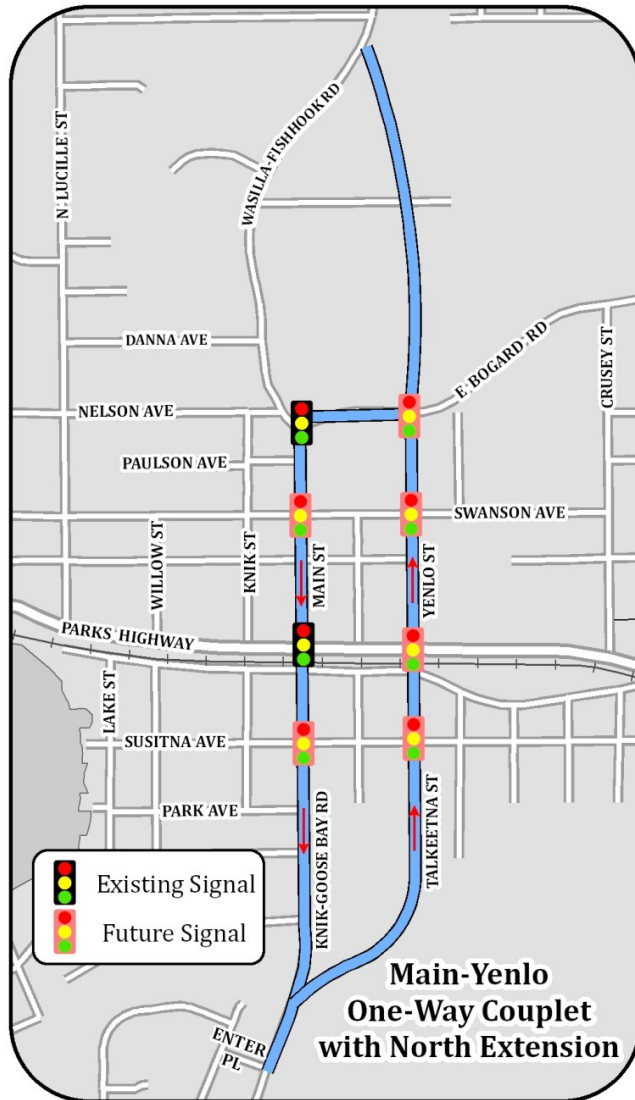 N LUCILLE ST
WASILLA-FISHHOOK RD
DANNA AVE
E BOGARD RD
CRUSEY ST
NELSON AVE
PAULSON AVE
SWANSON AVE
WILLOW ST
KNIK ST
MAIN ST
YENLO ST
PARKS HIGHWAY
LAKE ST
SUSITNA AVE
PARK AVE
KNIK-GOOSE BAY RD
TALKEETNA ST
Existing Signal
Future Signal
ENTER
PL
Main-Yenlo
One-Way Couplet
with North Extension